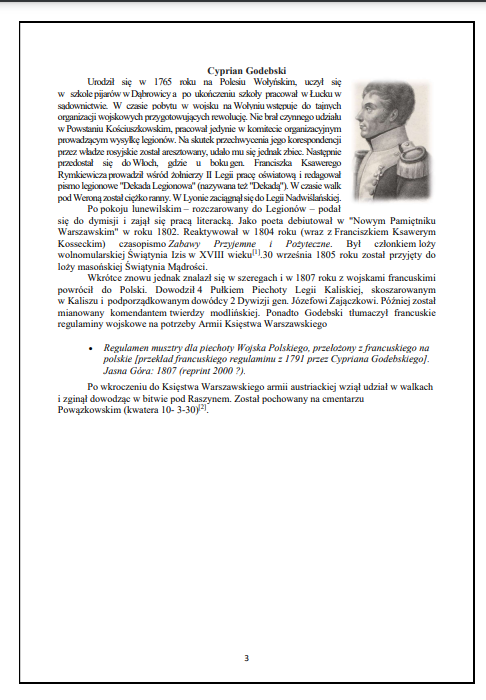 Cyprian Godebski
Urodził się w 1765 roku na Polesiu Wołyńskim, uczył się
w szkole pijarów w Dąbrowicy a po ukończeniu szkoły pracował w Łucku w
sądownictwie. W czasie pobytu w wojsku na Wołyniu wstępuje do tajnych
organizacji wojskowych przygotowujących rewolucję. Nie brał czynnego udziału
w Powstaniu Kościuszkowskim, pracował jedynie w komitecie organizacyjnym
prowadzącym wysyłkę legionów. Na skutek przechwycenia jego korespondencji
przez władze rosyjskie został aresztowany, udało mu się jednak zbiec. Następnie
przedostał się do Włoch, gdzie u boku gen. Franciszka Ksawerego
Rymkiewicza prowadził wśród żołnierzy II Legii pracę oświatową i redagował
pismo legionowe "Dekada Legionowa" (nazywana też "Dekadą"). W czasie walk
pod Weroną został ciężko ranny. W Lyonie zaciągnął się do Legii Nadwiślańskiej.
Po pokoju lunewilskim – rozczarowany do Legionów – podał
się do dymisji i zajął się pracą literacką. Jako poeta debiutował w "Nowym Pamiętniku
Warszawskim" w roku 1802. Reaktywował w 1804 roku (wraz z Franciszkiem Ksawerym
Kosseckim) czasopismo Zabawy Przyjemne i Pożyteczne. Był członkiem loży
wolnomularskiej Świątynia Izis w XVIII wieku[1].30 września 1805 roku został przyjęty do
loży masońskiej Świątynia Mądrości.
Wkrótce znowu jednak znalazł się w szeregach i w 1807 roku z wojskami francuskimi
powrócił do Polski. Dowodził 4 Pułkiem Piechoty Legii Kaliskiej, skoszarowanym
w Kaliszu i podporządkowanym dowódcy 2 Dywizji gen. Józefowi Zajączkowi. Później został
mianowany komendantem twierdzy modlińskiej. Ponadto Godebski tłumaczył francuskie
regulaminy wojskowe na potrzeby Armii Księstwa Warszawskiego
• Regulamen musztry dla piechoty Wojska Polskiego, przełożony z francuskiego na
polskie [przekład francuskiego regulaminu z 1791 przez Cypriana Godebskiego].
Jasna Góra: 1807 (reprint 2000 ?).
Po wkroczeniu do Księstwa Warszawskiego armii austriackiej wziął udział w walkach
i zginął dowodząc w bitwie pod Raszynem. Został pochowany na cmentarzu
Powązkowskim (kwatera 10- 3-30)[2].
3